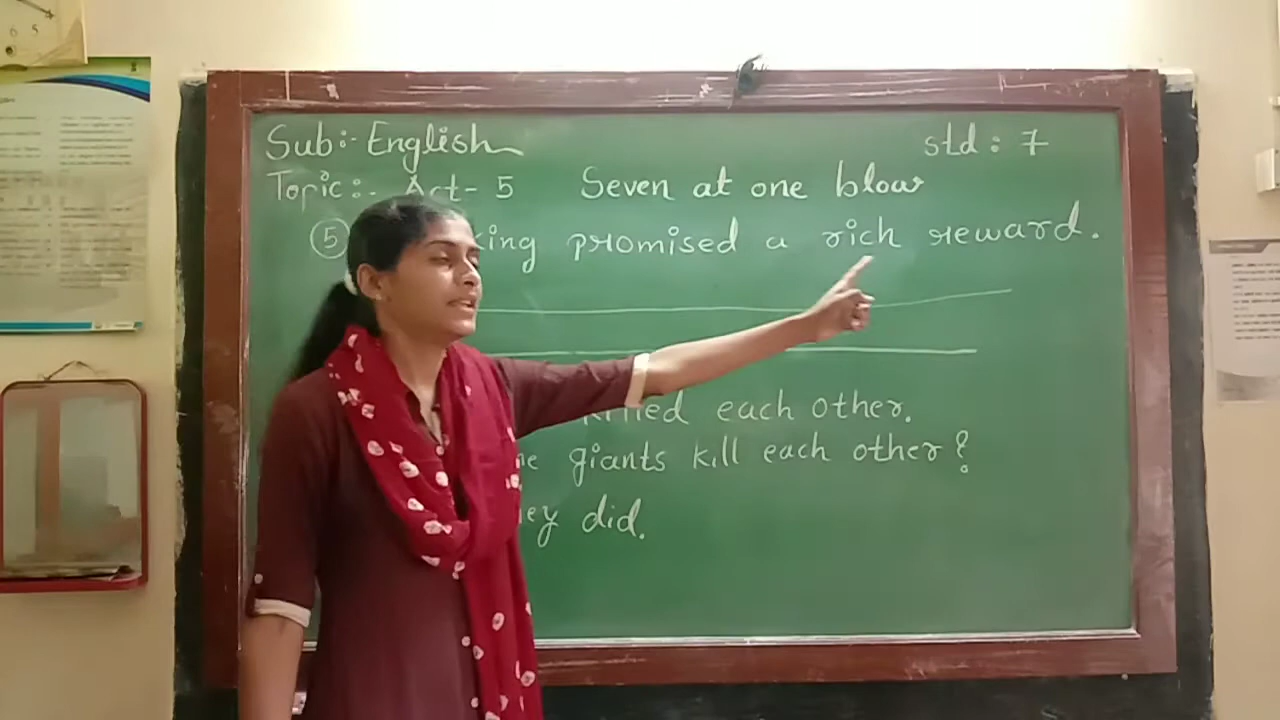 Sub:- English std: 7
Topic:- Act- 5 Seven at one blow
5 king promised a rich reward.
killed each other.
giants kill each other?
did.